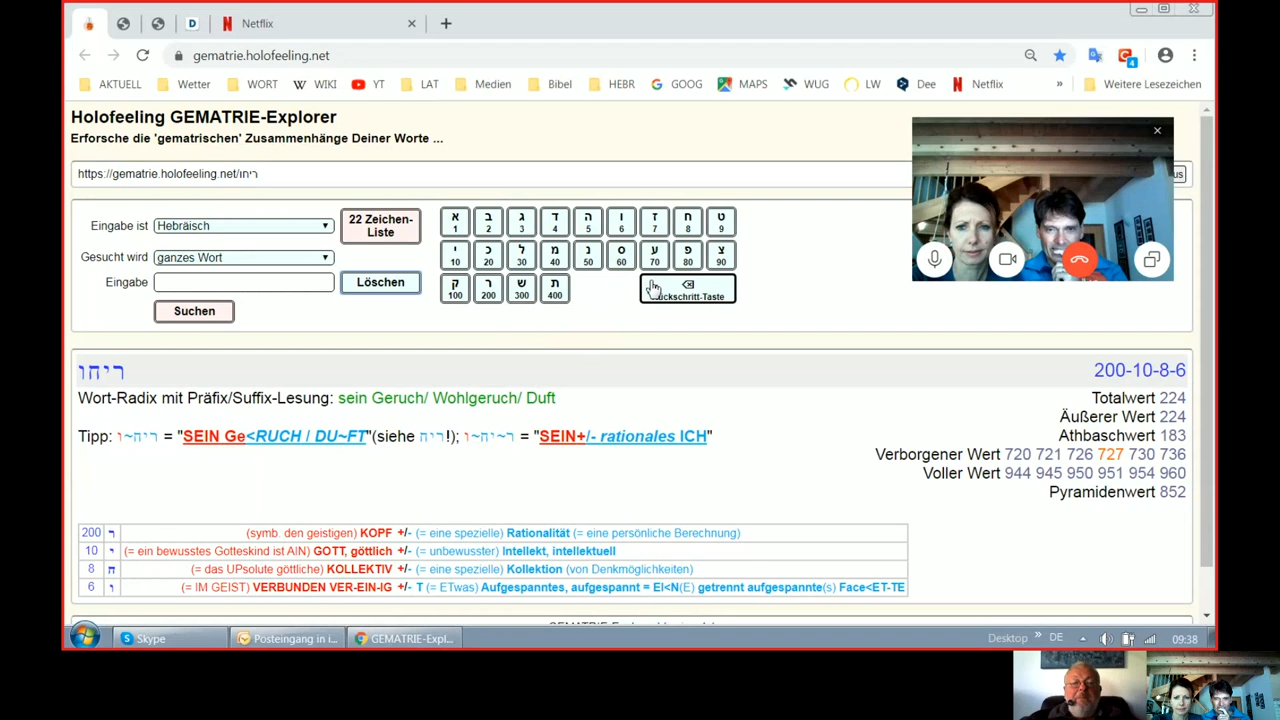 Netflix
gematrie.holofeeling.net
AKTUELL Wetter WORT WIKI YT LAT Medien Bibel HEBR GOOG MAPS WUG LW Dee Netflix » Weitere Lesezeichen
Holofeeling GEMATRIE-Explorer
Erforsche die 'gematrischen' Zusammenhänge Deiner Worte ...
https://gematrie.holofeeling.net/ריחו
Eingabe ist Hebräisch
22 Zeichen-Liste
Gesucht wird ganzes Wort
Eingabe
Löschen
Suchen
א ב ג ד ה ו ז ח ט
1 2 3 4 5 6 7 8 9
י כ ל מ נ ס ע פ צ
10 20 30 40 50 60 70 80 90
ק ר ש ת
100 200 300 400
ריחו 200-10-8-6
Wort-Radix mit Präfix/Suffix-Lesung: sein Geruch/ Wohlgeruch/ Duft
Totalwert 224
Äußerer Wert 224
Tipp: ריח~ו = "SEIN Ge<RUCH / DU~FT"(siehe ריח!); ר~יח~ו = "SEIN+/- rationales ICH"
Athbaschwert 183
Verborgener Wert 720 721 726 727 730 736
Voller Wert 944 945 950 951 954 960
Pyramidenwert 852
200 ר (symb. den geistigen) KOPF +/- (= eine spezielle) Rationalität (= eine persönliche Berechnung)
10 י (= ein bewusstes Gotteskind ist AIN) GOTT, göttlich +/- (= unbewusster) Intellekt, intellektuell
8 ח (= das UPsolute göttliche) KOLLEKTIV +/- (= eine spezielle) Kollektion (von Denkmöglichkeiten)
6 ו (= IM GEIST) VERBUNDEN VER-EIN-IG +/- T (= ETwas) Aufgespanntes, aufgespannt = EI<N(E) getrennt aufgespannte(s) Face<ET-TE
Skype Posteingang in i... GEMATRIE-Expl... Desktop » DE 09:38